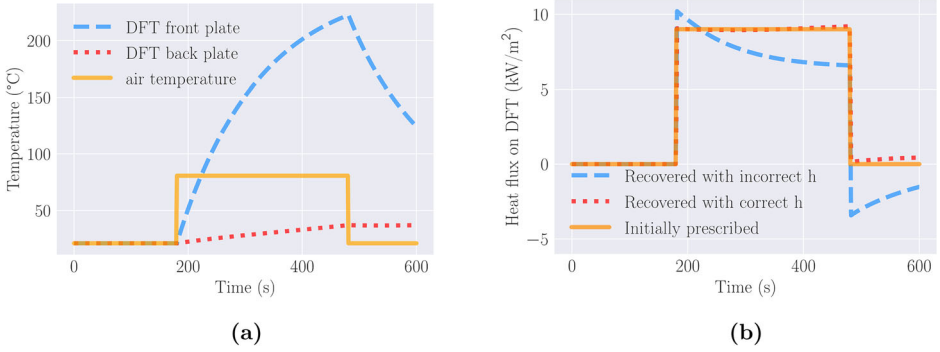 DFT front plate
DFT back plate
air temperature
Temperature (°C)
200
150
100
50
0
200
400
600
Time (s)
(a)
Heat flux on DFT (kW/m²)
10
5
0
−5
Recovered with incorrect h
Recovered with correct h
Initially prescribed
0
200
400
600
Time (s)
(b)